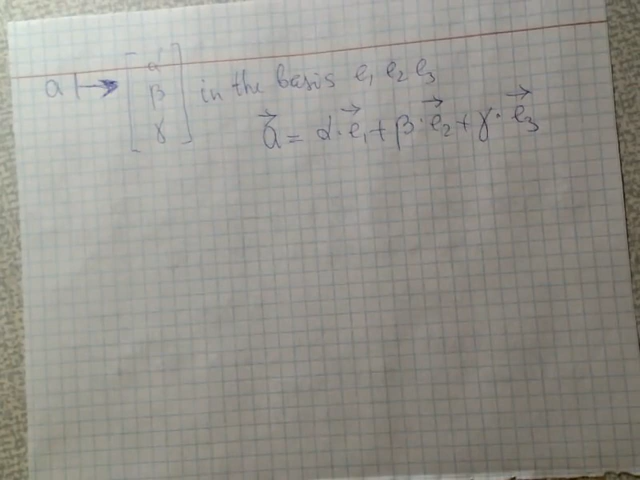 a ↦ [α β γ] in the basis e₁ e₂ e₃
a⃗ = α·e⃗₁ + β·e⃗₂ + γ·e⃗₃